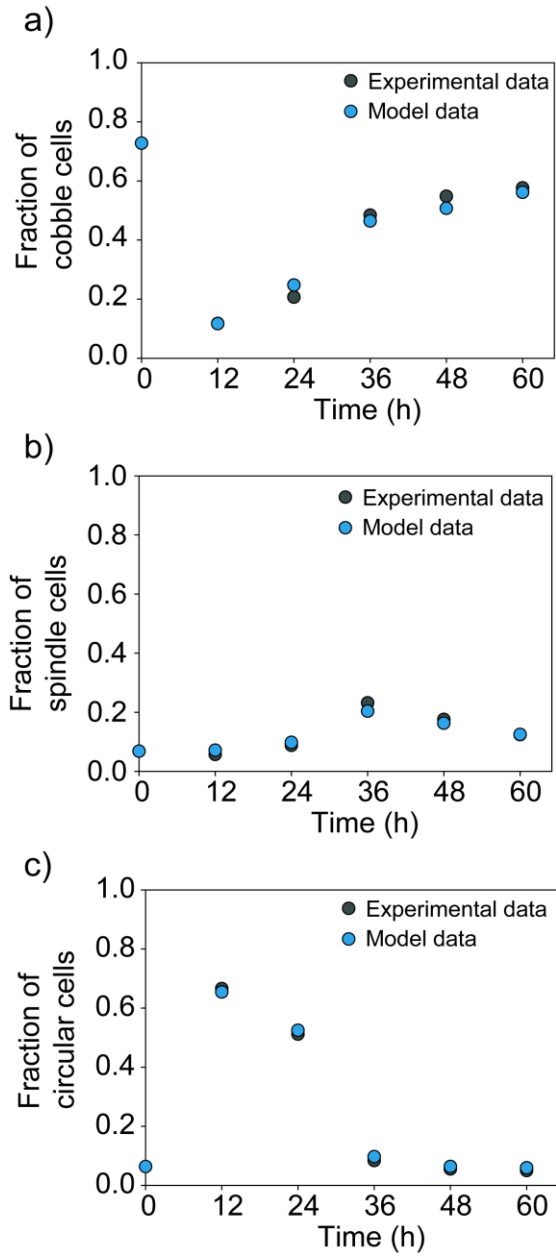 a)
1.0
0.8
0.6
0.4
0.2
0.0
Fraction of
cobble cells
Experimental data
Model data
0 12 24 36 48 60
Time (h)
b)
1.0
0.8
0.6
0.4
0.2
0.0
Fraction of
spindle cells
Experimental data
Model data
0 12 24 36 48 60
Time (h)
c)
1.0
0.8
0.6
0.4
0.2
0.0
Fraction of
circular cells
Experimental data
Model data
0 12 24 36 48 60
Time (h)